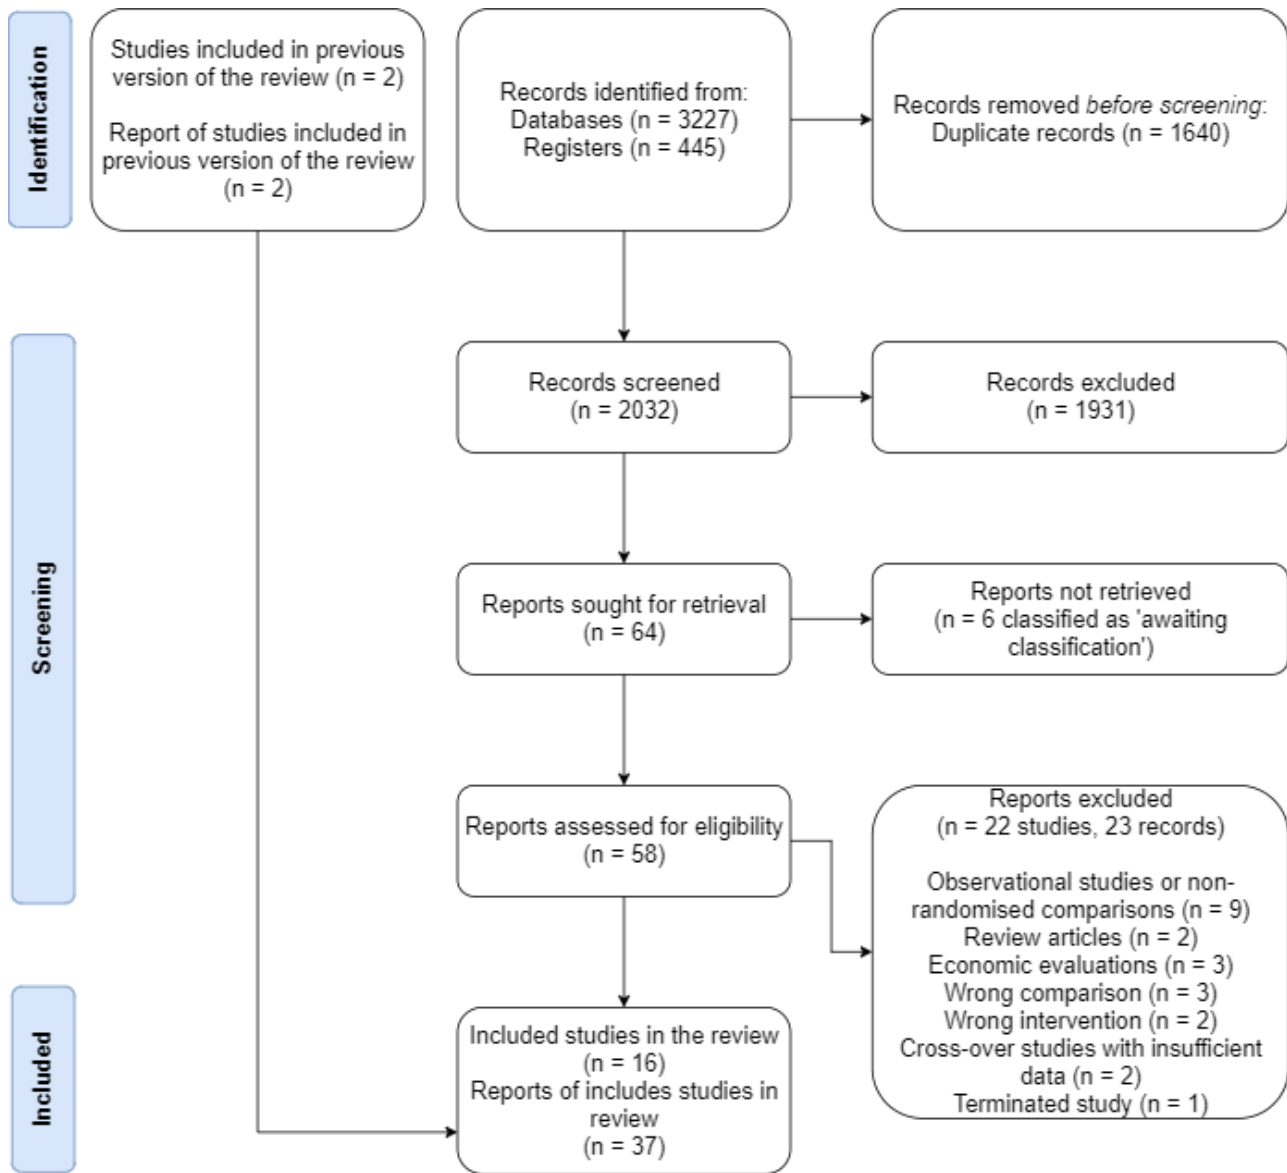 Identification
Studies included in previous
version of the review (n = 2)
Report of studies included in
previous version of the review
(n = 2)
Records identified from:
Databases (n = 3227)
Registers (n = 445)
Records removed before screening:
Duplicate records (n = 1640)
Screening
Records screened
(n = 2032)
Records excluded
(n = 1931)
Reports sought for retrieval
(n = 64)
Reports not retrieved
(n = 6 classified as 'awaiting
classification')
Reports assessed for eligibility
(n = 58)
Reports excluded
(n = 22 studies, 23 records)
Observational studies or non-
randomised comparisons (n = 9)
Review articles (n = 2)
Economic evaluations (n = 3)
Wrong comparison (n = 3)
Wrong intervention (n = 2)
Cross-over studies with insufficient
data (n = 2)
Terminated study (n = 1)
Included
Included studies in the review
(n = 16)
Reports of includes studies in
review
(n = 37)